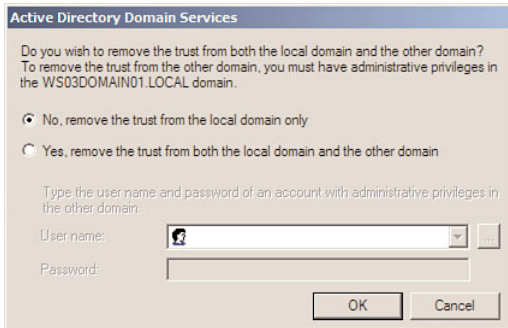 Active Directory Domain Services
Do you wish to remove the trust from both the local domain and the other domain?
To remove the trust from the other domain, you must have administrative privileges in
the WS03DOMAIN01.LOCAL domain.
No, remove the trust from the local domain only
Yes, remove the trust from both the local domain and the other domain
Type the user name and password of an account with administrative privileges in
the other domain.
User name:
...
Password:
OK Cancel